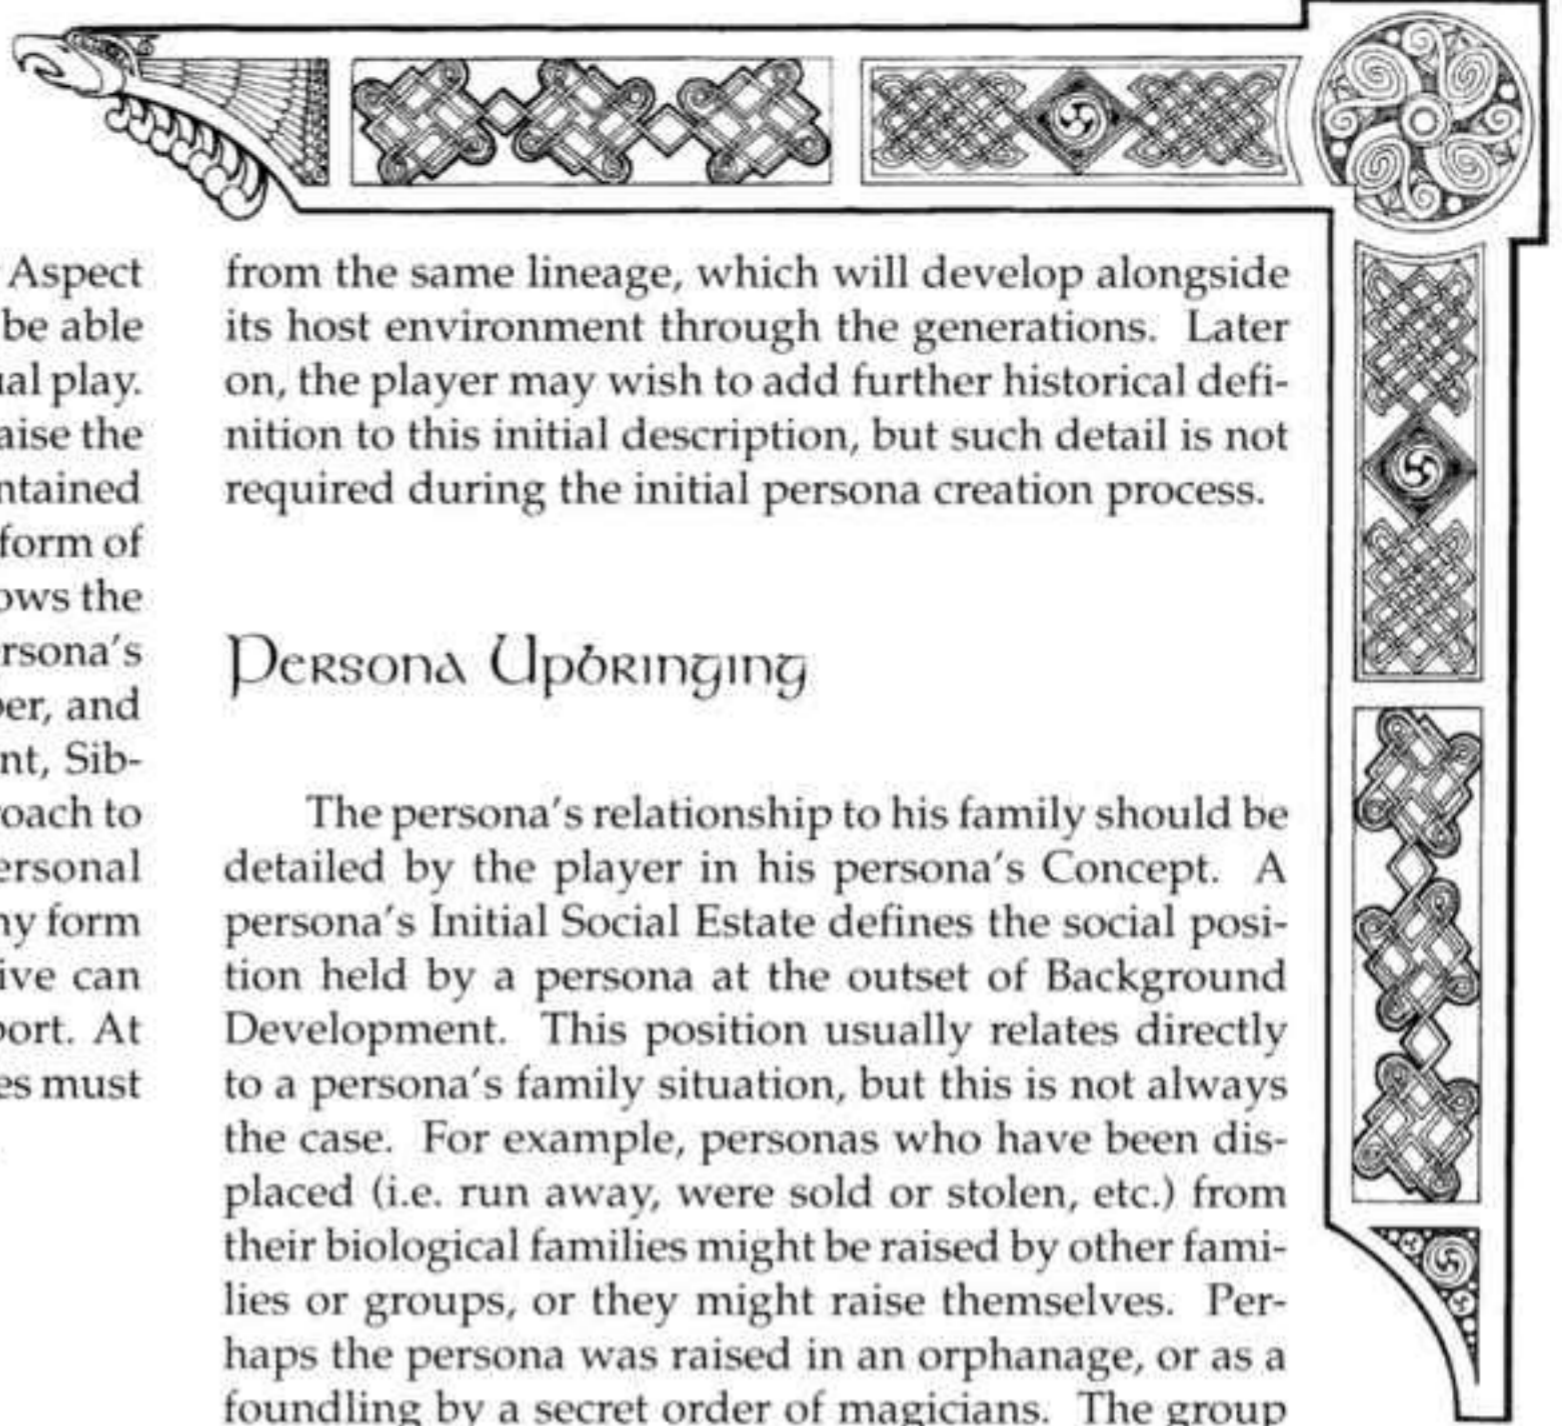 Aspect
be able
ual play.
aise the
ntained
form of
ows the
rsona's
er, and
nt, Sib-
oach to
ersonal
ny form
ive can
port. At
es must
from the same lineage, which will develop alongside
its host environment through the generations. Later
on, the player may wish to add further historical defi-
nition to this initial description, but such detail is not
required during the initial persona creation process.
Persona Upbringing
The persona's relationship to his family should be
detailed by the player in his persona's Concept. A
persona's Initial Social Estate defines the social posi-
tion held by a persona at the outset of Background
Development. This position usually relates directly
to a persona's family situation, but this is not always
the case. For example, personas who have been dis-
placed (i.e. run away, were sold or stolen, etc.) from
their biological families might be raised by other fami-
lies or groups, or they might raise themselves. Per-
haps the persona was raised in an orphanage, or as a
foundling by a secret order of magicians. The group